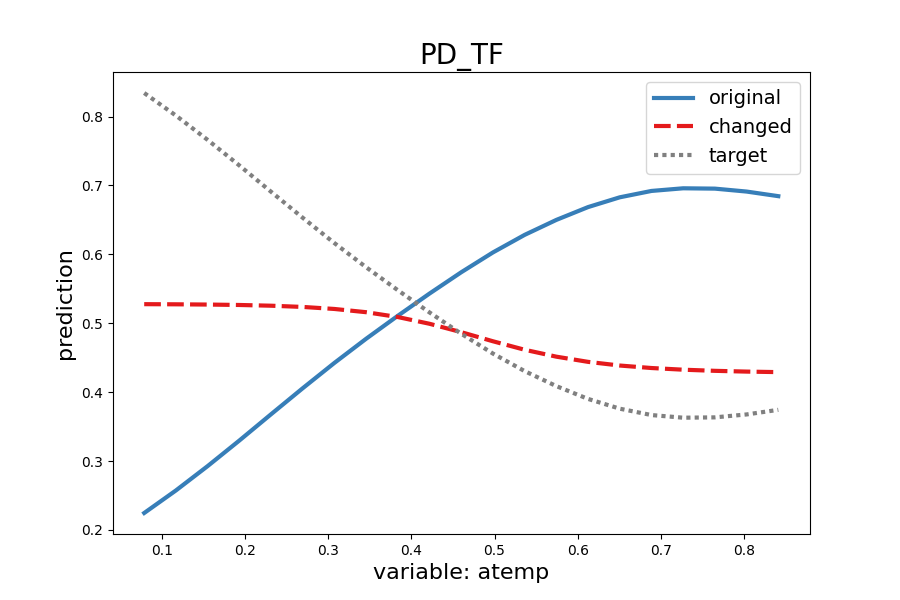 PD_TF
original
changed
target
prediction
0.8
0.7
0.6
0.5
0.4
0.3
0.2
0.1 0.2 0.3 0.4 0.5 0.6 0.7 0.8
variable: atemp